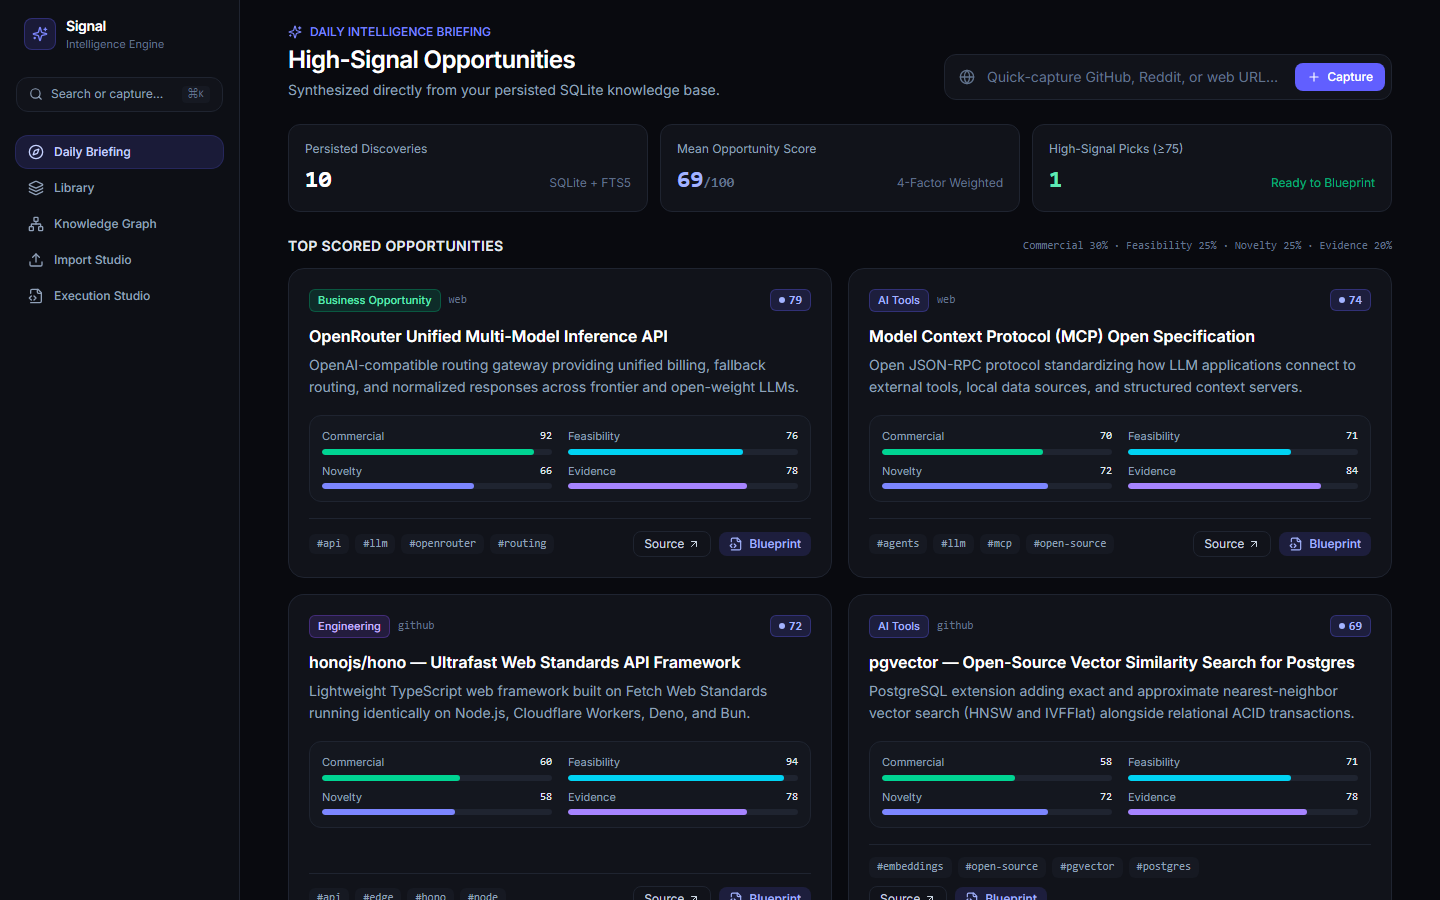 Signal
Intelligence Engine
Search or capture... ⌘K
Daily Briefing
Library
Knowledge Graph
Import Studio
Execution Studio
DAILY INTELLIGENCE BRIEFING
High-Signal Opportunities
Synthesized directly from your persisted SQLite knowledge base.
Quick-capture GitHub, Reddit, or web URL...
Capture
Persisted Discoveries
10
SQLite + FTS5
Mean Opportunity Score
69/100
4-Factor Weighted
High-Signal Picks (≥75)
1
Ready to Blueprint
TOP SCORED OPPORTUNITIES
Commercial 30% · Feasibility 25% · Novelty 25% · Evidence 20%
Business Opportunity web 79
OpenRouter Unified Multi-Model Inference API
OpenAI-compatible routing gateway providing unified billing, fallback
routing, and normalized responses across frontier and open-weight LLMs.
Commercial 92 Feasibility 76
Novelty 66 Evidence 78
#api #llm #openrouter #routing Source ↗ Blueprint
AI Tools web 74
Model Context Protocol (MCP) Open Specification
Open JSON-RPC protocol standardizing how LLM applications connect to
external tools, local data sources, and structured context servers.
Commercial 70 Feasibility 71
Novelty 72 Evidence 84
#agents #llm #mcp #open-source Source ↗ Blueprint
Engineering github 72
honojs/hono — Ultrafast Web Standards API Framework
Lightweight TypeScript web framework built on Fetch Web Standards
running identically on Node.js, Cloudflare Workers, Deno, and Bun.
Commercial 60 Feasibility 94
Novelty 58 Evidence 78
#api #edge #hono #node Source ↗ Blueprint
AI Tools github 69
pgvector — Open-Source Vector Similarity Search for Postgres
PostgreSQL extension adding exact and approximate nearest-neighbor
vector search (HNSW and IVFFlat) alongside relational ACID transactions.
Commercial 58 Feasibility 71
Novelty 72 Evidence 78
#embeddings #open-source #pgvector #postgres
Source ↗ Blueprint